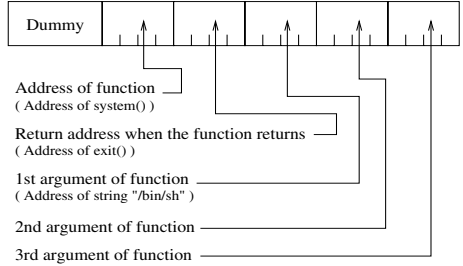 Dummy
Address of function
( Address of system() )
Return address when the function returns
( Address of exit() )
1st argument of function
( Address of string "/bin/sh" )
2nd argument of function
3rd argument of function